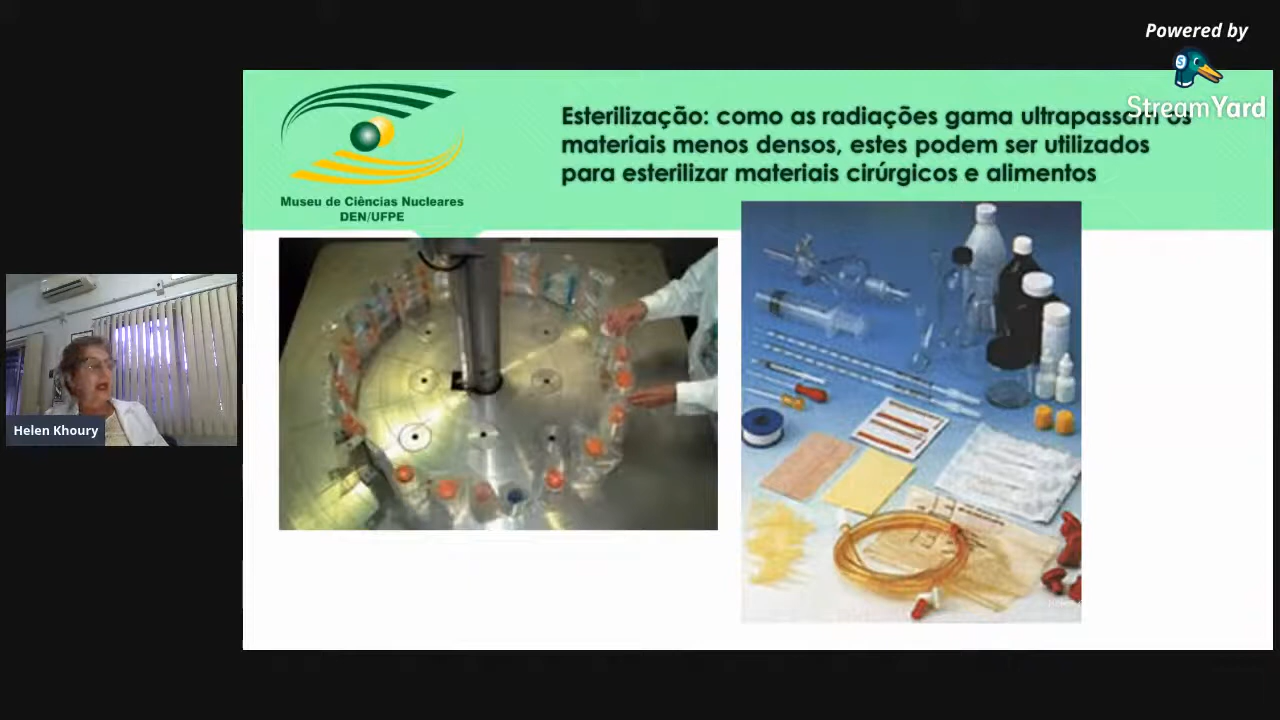 Powered by
StreamYard
Esterilização: como as radiações gama ultrapassam os
materiais menos densos, estes podem ser utilizados
para esterilizar materiais cirúrgicos e alimentos
Museu de Ciências Nucleares
DEN/UFPE
Helen Khoury